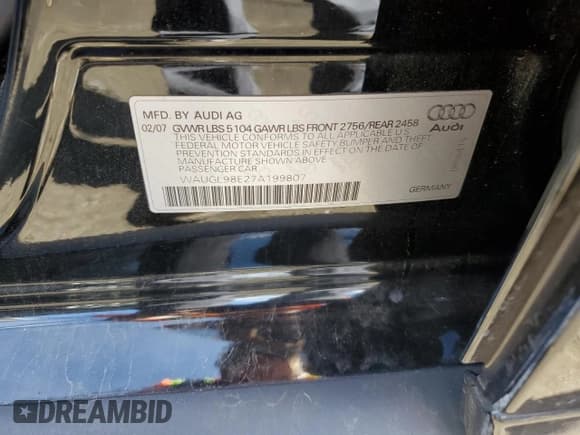 MFD. BY AUDI AG
02/07 GVWR LBS 5104 GAWR LBS FRONT 2756/REAR 2458
THIS VEHICLE CONFORMS TO ALL APPLICABLE U.S.
FEDERAL MOTOR VEHICLE SAFETY BUMPER AND THEFT
PREVENTION STANDARDS IN EFFECT ON THE DATE OF
MANUFACTURE SHOWN ABOVE
PASSENGER CAR
WAUGL98E27A199807
Audi
GERMANY
DREAMBID